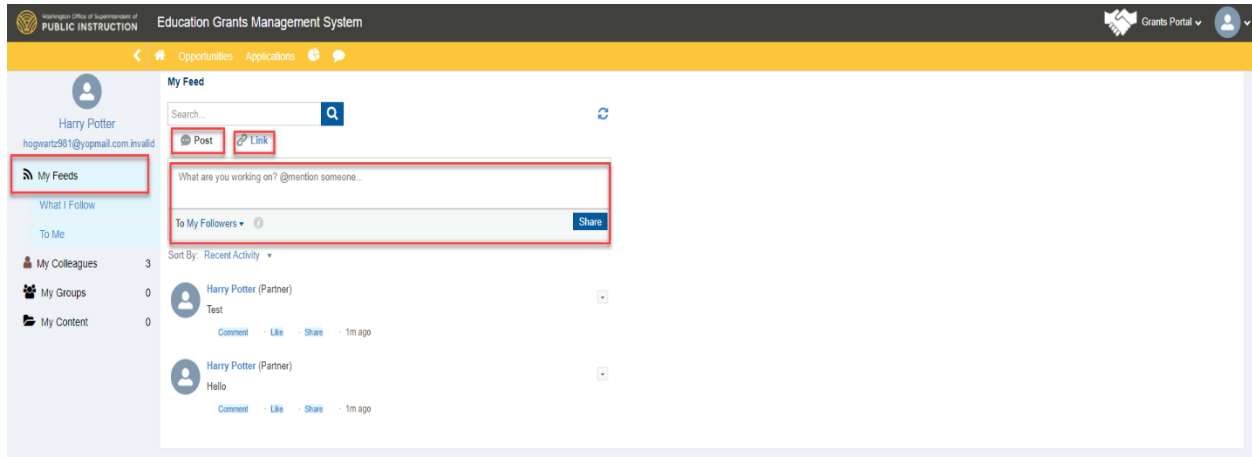 Washington Office of Superintendent of
PUBLIC INSTRUCTION
Education Grants Management System
Grants Portal
Opportunities Applications
Harry Potter
hogwartz981@yopmail.com.invalid
My Feeds
What I Follow
To Me
My Colleagues 3
My Groups 0
My Content 0
My Feed
Search...
Post Link
What are you working on? @mention someone...
To My Followers Share
Sort By: Recent Activity
Harry Potter (Partner)
Test
Comment · Like · Share · 1m ago
Harry Potter (Partner)
Hello
Comment · Like · Share · 1m ago